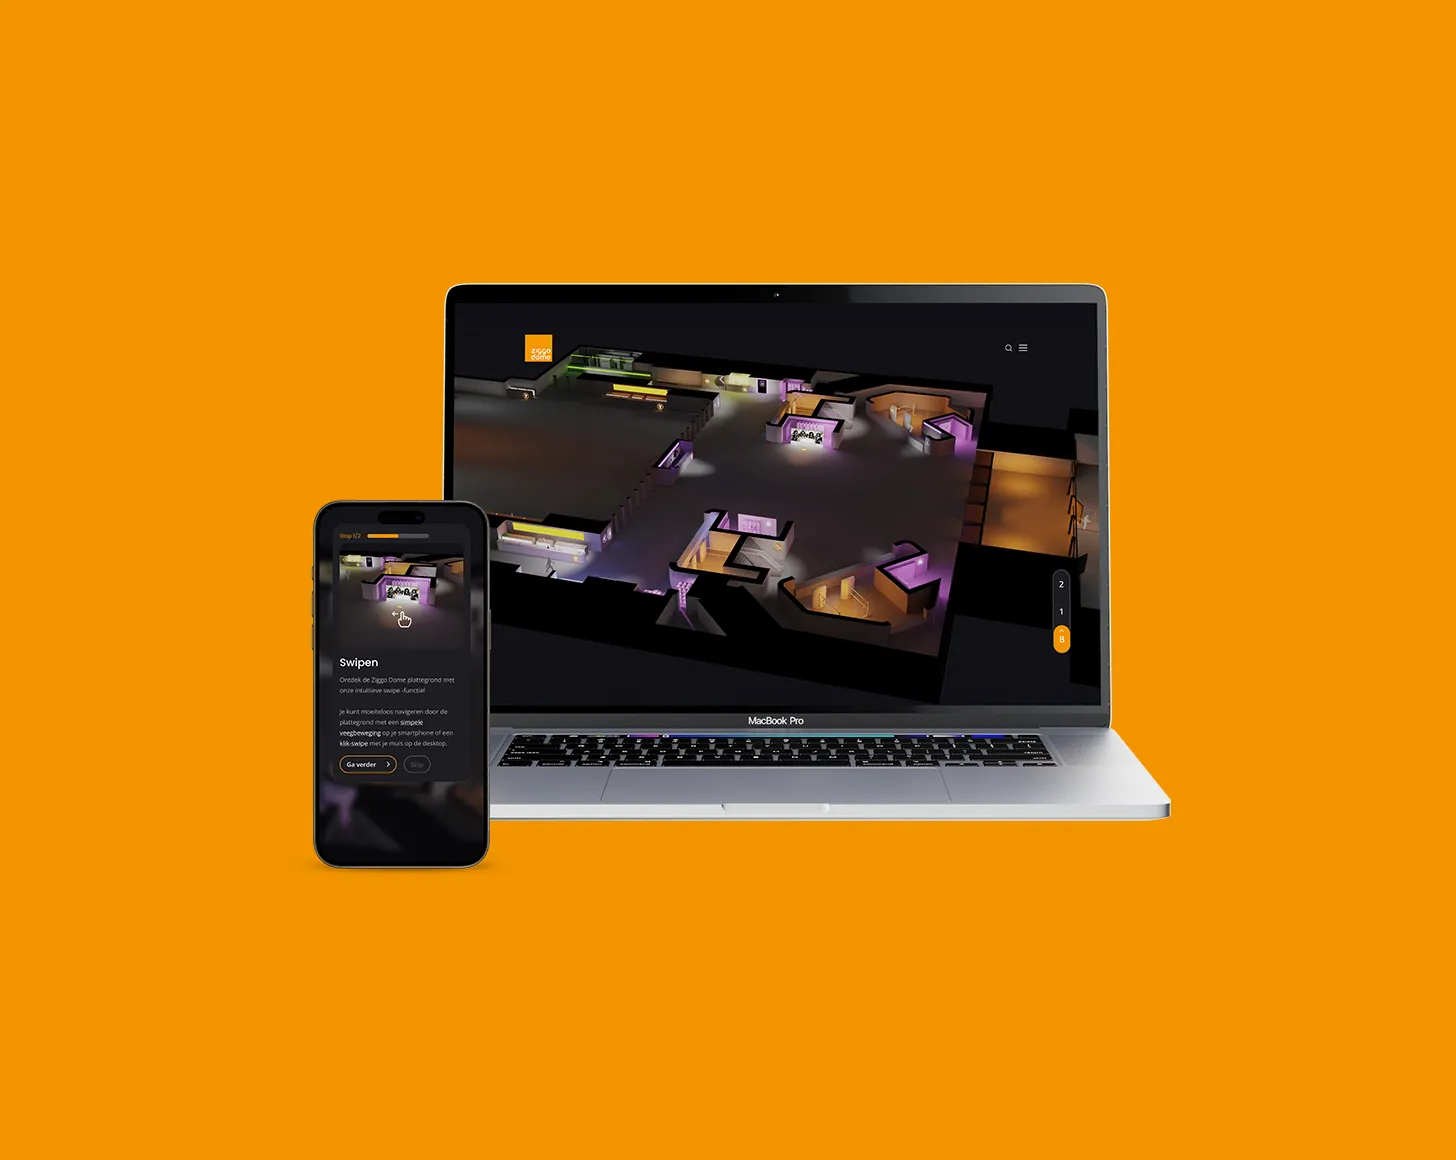 ziggo
dome
2
1
B
MacBook Pro
Stap 1/2
Swipen
Ontdek de Ziggo Dome plattegrond met
onze intuïtieve swipe -functie!
Je kunt moeiteloos navigeren door de
plattegrond met een simpele
veegbeweging op je smartphone of een
klik-swipe met je muis op de desktop.
Ga verder
Skip